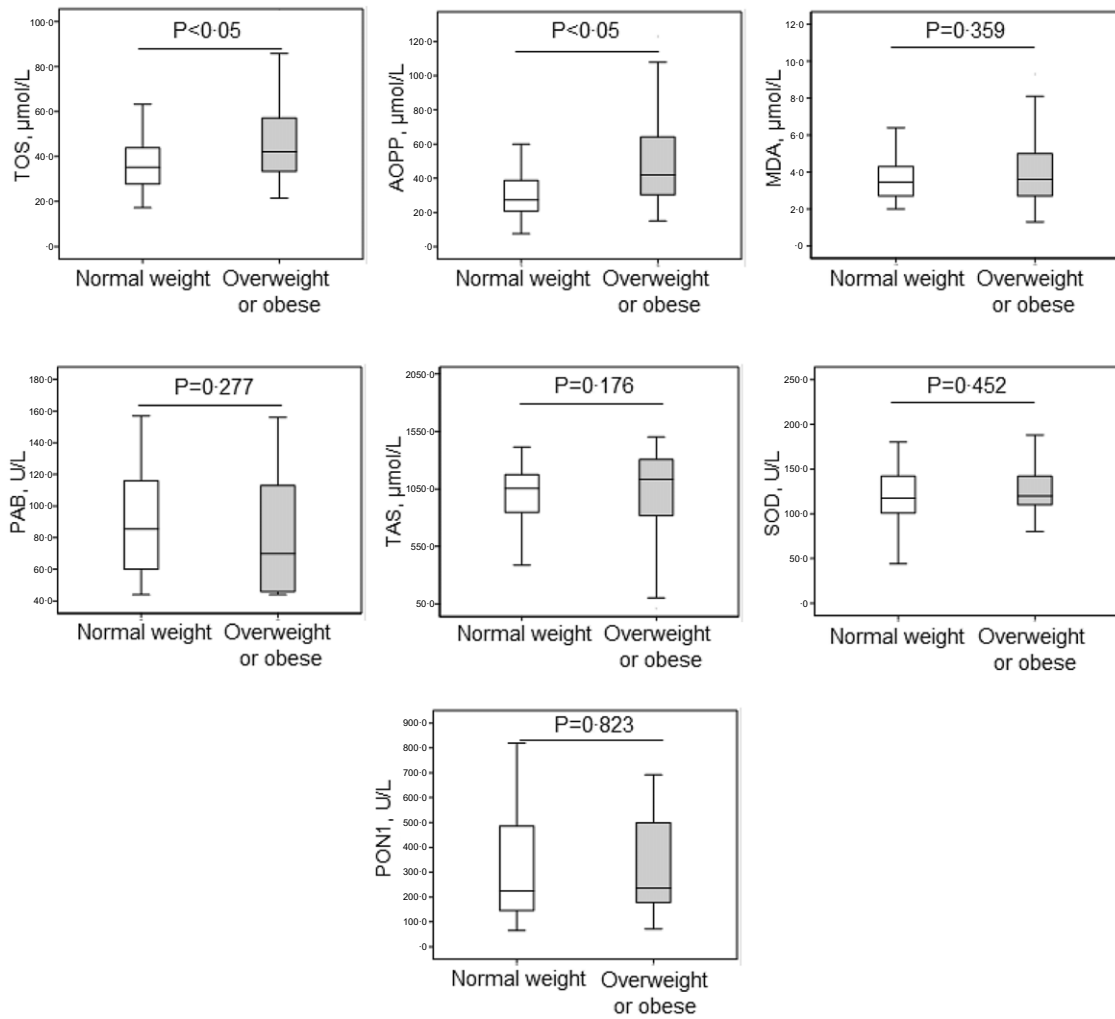 P<0·05
TOS, µmol/L
100·0
80·0
60·0
40·0
20·0
·0
Normal weight
Overweight
or obese
P<0·05
AOPP, µmol/L
120·0
100·0
60·0
40·0
20·0
·0
Normal weight
Overweight
or obese
P=0·359
MDA, µmol/L
12·0
·0
4·0
2·0
·0
Normal weight
Overweight
or obese
P=0·277
PAB, U/L
180·0
160·0
140·0
120·0
100·0
80·0
60·0
40·0
Normal weight
Overweight
or obese
P=0·176
TAS, µmol/L
2050·0
1550·0
1050·0
550·0
50·0
Normal weight
Overweight
or obese
P=0·452
SOD, U/L
250·0
200·0
150·0
100·0
50·0
·0
Normal weight
Overweight
or obese
P=0·823
PON1, U/L
900·0
800·0
700·0
600·0
500·0
400·0
300·0
200·0
100·0
·0
Normal weight
Overweight
or obese